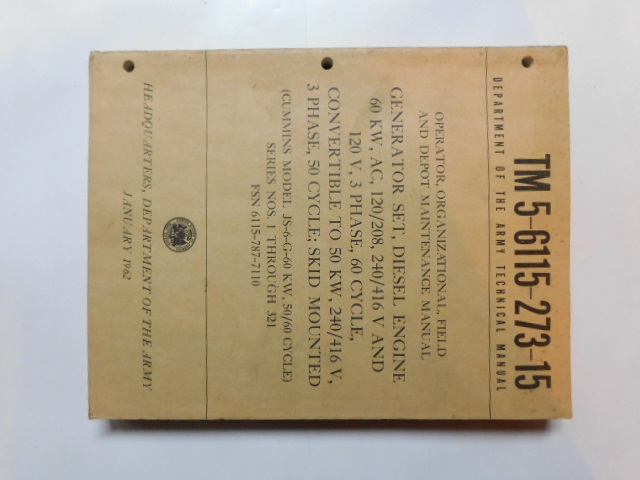 TM 5-6115-273-15
DEPARTMENT OF THE ARMY TECHNICAL MANUAL
OPERATOR, ORGANIZATIONAL, FIELD
AND DEPOT MAINTENANCE MANUAL
GENERATOR SET, DIESEL ENGINE
60 KW, AC, 120/208, 240/416 V AND
120 V, 3 PHASE, 60 CYCLE,
CONVERTIBLE TO 50 KW, 240/416 V,
3 PHASE, 50 CYCLE; SKID MOUNTED
(CUMMINS MODEL JS-6-G-60 KW, 50/60 CYCLE)
SERIES NOS. 1 THROUGH 321
FSN 6115-787-7110
HEADQUARTERS, DEPARTMENT OF THE ARMY
JANUARY 1962